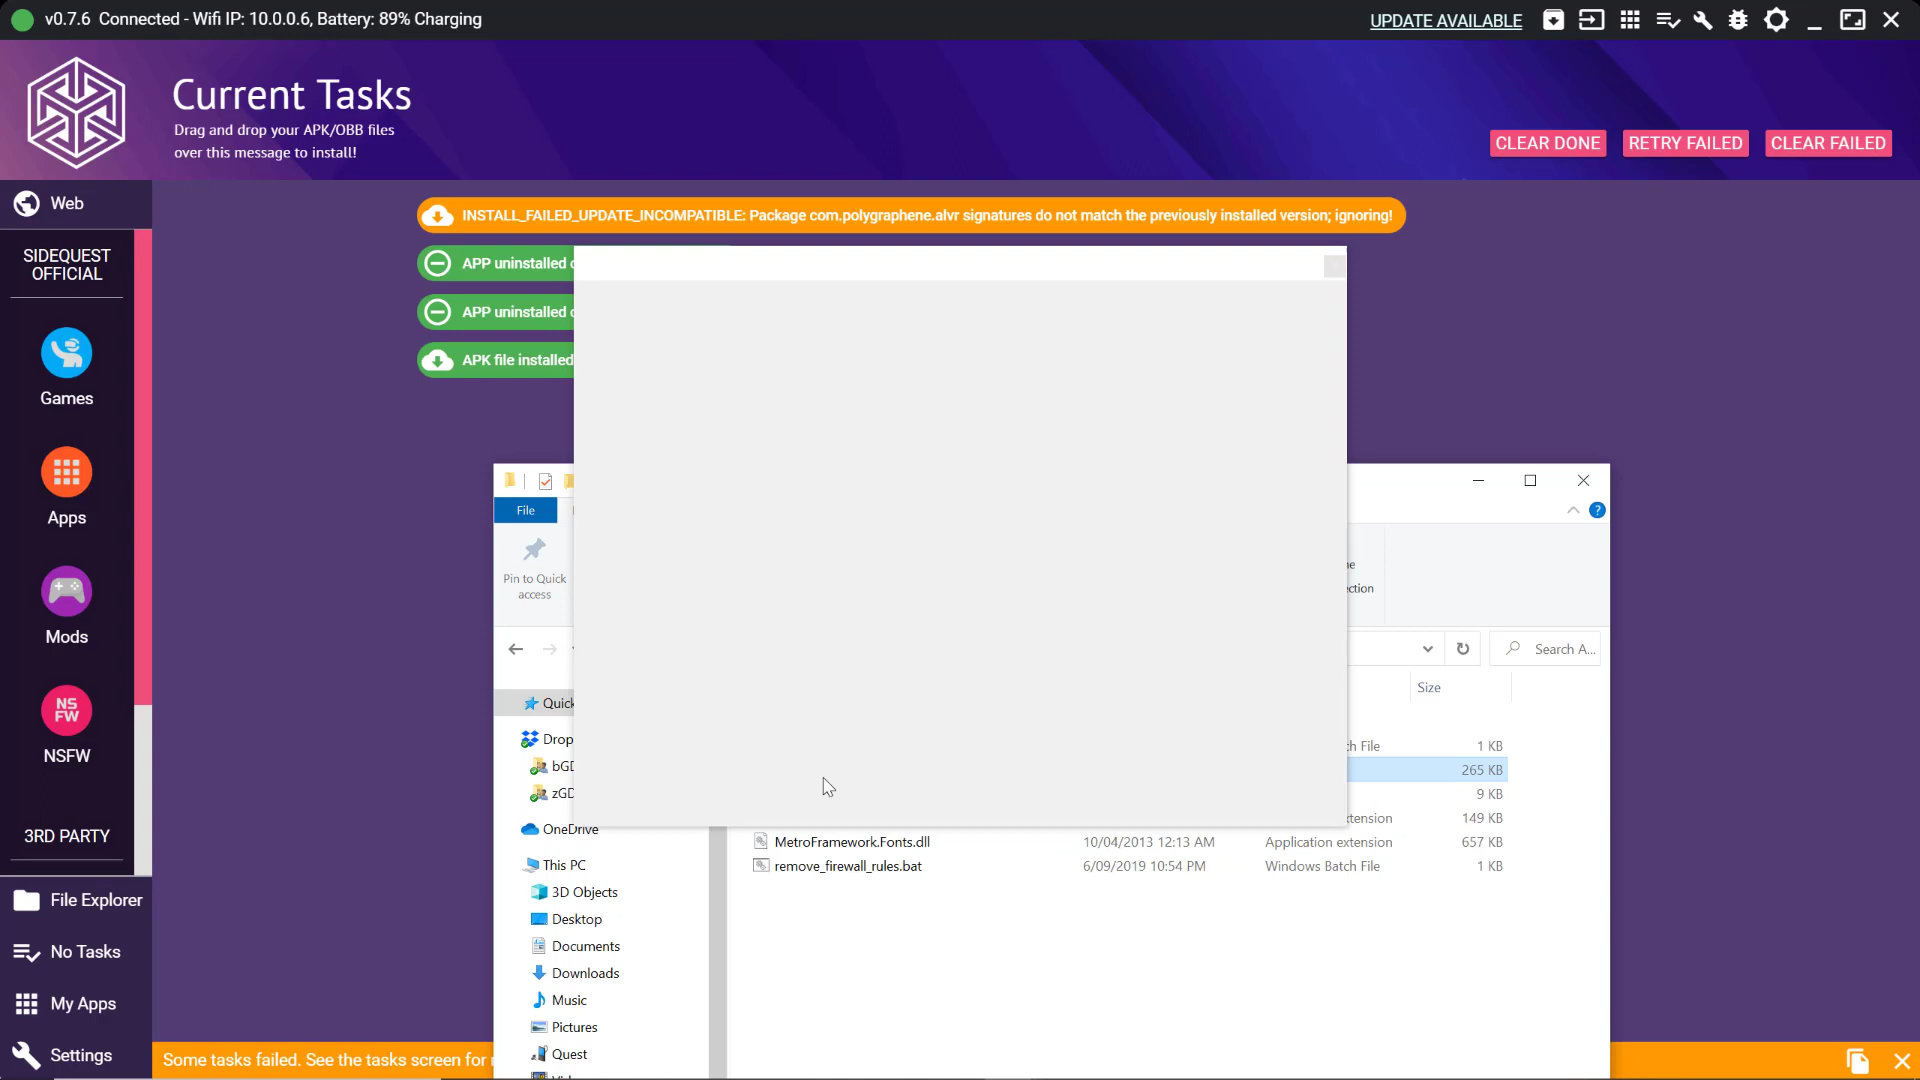 v0.7.6 Connected - Wifi IP: 10.0.0.6, Battery: 89% Charging
UPDATE AVAILABLE
Current Tasks
Drag and drop your APK/OBB files
over this message to install!
CLEAR DONE
RETRY FAILED
CLEAR FAILED
Web
SIDEQUEST
OFFICIAL
Games
Apps
Mods
NS
FW
NSFW
3RD PARTY
File Explorer
No Tasks
My Apps
Settings
INSTALL_FAILED_UPDATE_INCOMPATIBLE: Package com.polygraphene.alvr signatures do not match the previously installed version; ignoring!
APP uninstalled
APP uninstalled
APK file installed
File
?
Pin to Quick
access
Search A...
Size
Quick
Drop
OneDrive
This PC
3D Objects
Desktop
Documents
Downloads
Music
Pictures
Quest
File 1 KB
265 KB
9 KB
149 KB
MetroFramework.Fonts.dll 10/04/2013 12:13 AM Application extension 657 KB
remove_firewall_rules.bat 6/09/2019 10:54 PM Windows Batch File 1 KB
Some tasks failed. See the tasks screen for